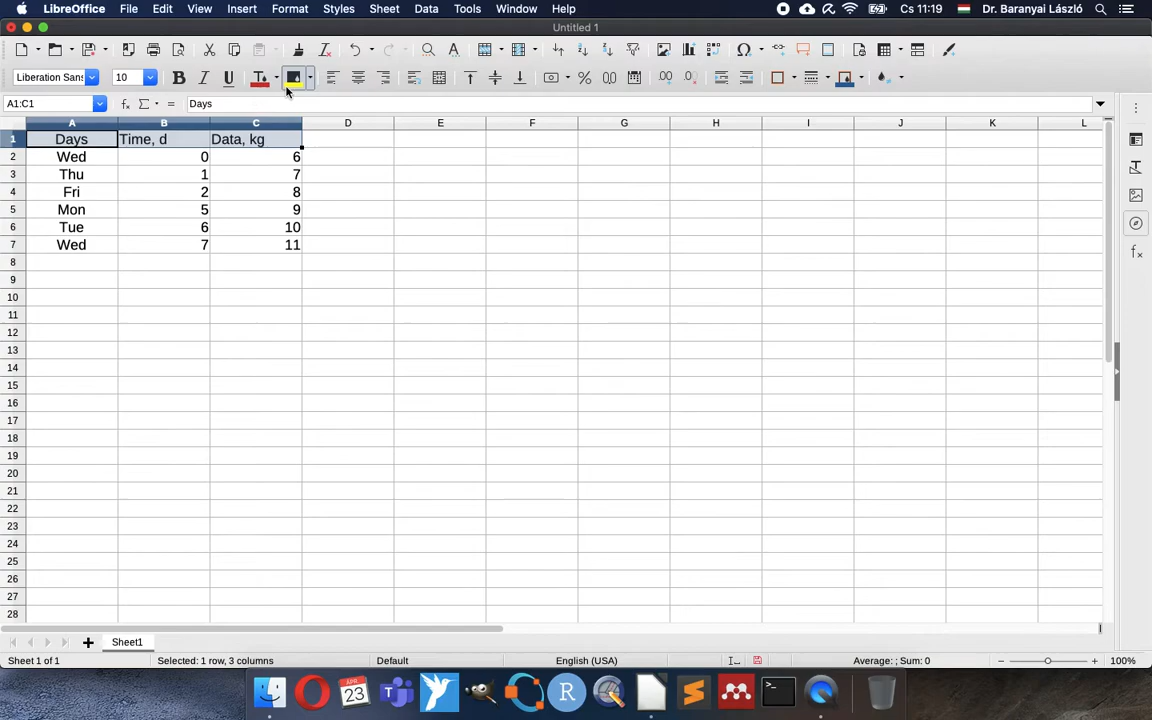 LibreOffice File Edit View Insert Format Styles Sheet Data Tools Window Help Cs 11:19 Dr. Baranyai László
Untitled 1
Liberation Sans 10
A1:C1 Days
A B C D E F G H I J K L
1 Days Time, d Data, kg
2 Wed 0 6
3 Thu 1 7
4 Fri 2 8
5 Mon 5 9
6 Tue 6 10
7 Wed 7 11
8
9
10
11
12
13
14
15
16
17
18
19
20
21
22
23
24
25
26
27
28
Sheet1
Sheet 1 of 1 Selected: 1 row, 3 columns Default English (USA) Average: ; Sum: 0 100%
APR
23